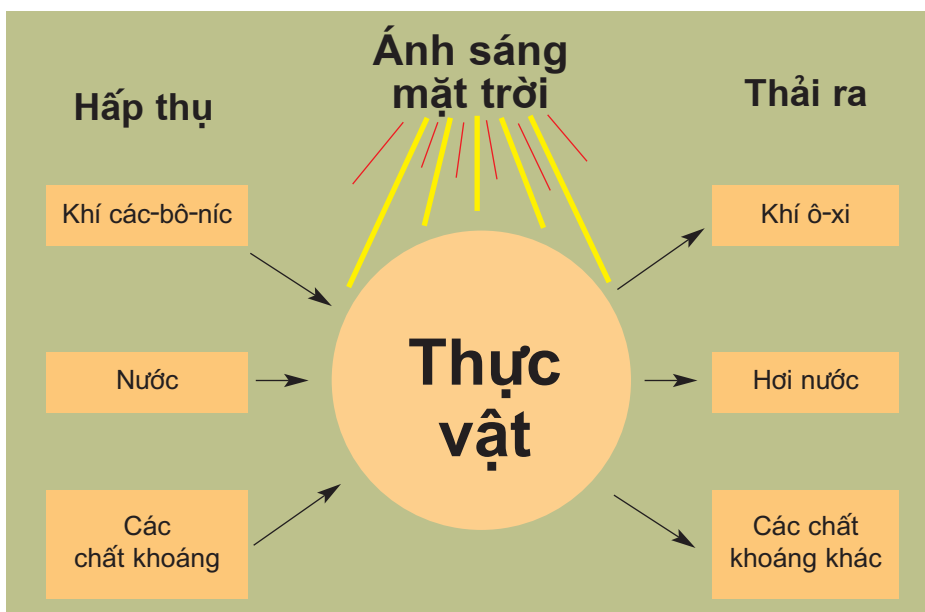 Ánh sáng
mặt trời
Hấp thụ
Thải ra
Khí các-bô-níc
Khí ô-xi
Thực
vật
Nước
Hơi nước
Các
chất khoáng
Các chất
khoáng khác